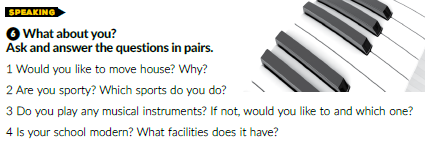 SPEAKING
6 What about you?
Ask and answer the questions in pairs.
1 Would you like to move house? Why?
2 Are you sporty? Which sports do you do?
3 Do you play any musical instruments? If not, would you like to and which one?
4 Is your school modern? What facilities does it have?